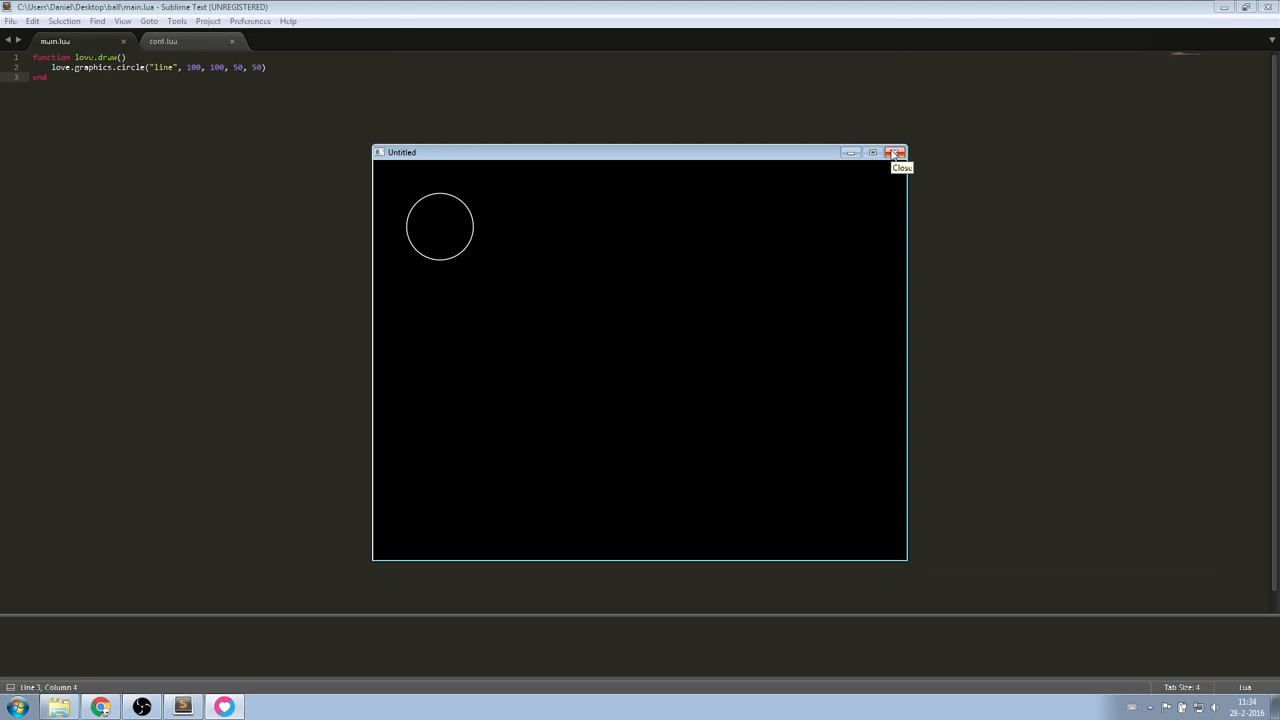 C:\Users\Daniel\Desktop\ball\main.lua - Sublime Text (UNREGISTERED)
File Edit Selection Find View Goto Tools Project Preferences Help
main.lua × conf.lua ×
1 function love.draw()
2 love.graphics.circle("line", 100, 100, 50, 50)
3 end
Untitled
Close
Line 3, Column 4 Tab Size: 4 Lua
11:34
28-2-2016